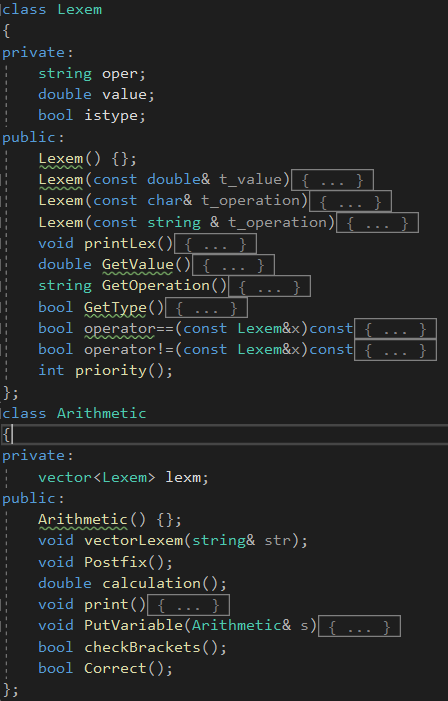 class Lexem
{
private:
    string oper;
    double value;
    bool istype;
public:
    Lexem() {};
    Lexem(const double& t_value){ ... }
    Lexem(const char& t_operation){ ... }
    Lexem(const string & t_operation){ ... }
    void printLex(){ ... }
    double GetValue(){ ... }
    string GetOperation(){ ... }
    bool GetType(){ ... }
    bool operator==(const Lexem&x)const{ ... }
    bool operator!=(const Lexem&x)const{ ... }
    int priority();
};
class Arithmetic
{
private:
    vector<Lexem> lexm;
public:
    Arithmetic() {};
    void vectorLexem(string& str);
    void Postfix();
    double calculation();
    void print(){ ... }
    void PutVariable(Arithmetic& s){ ... }
    bool checkBrackets();
    bool Correct();
};